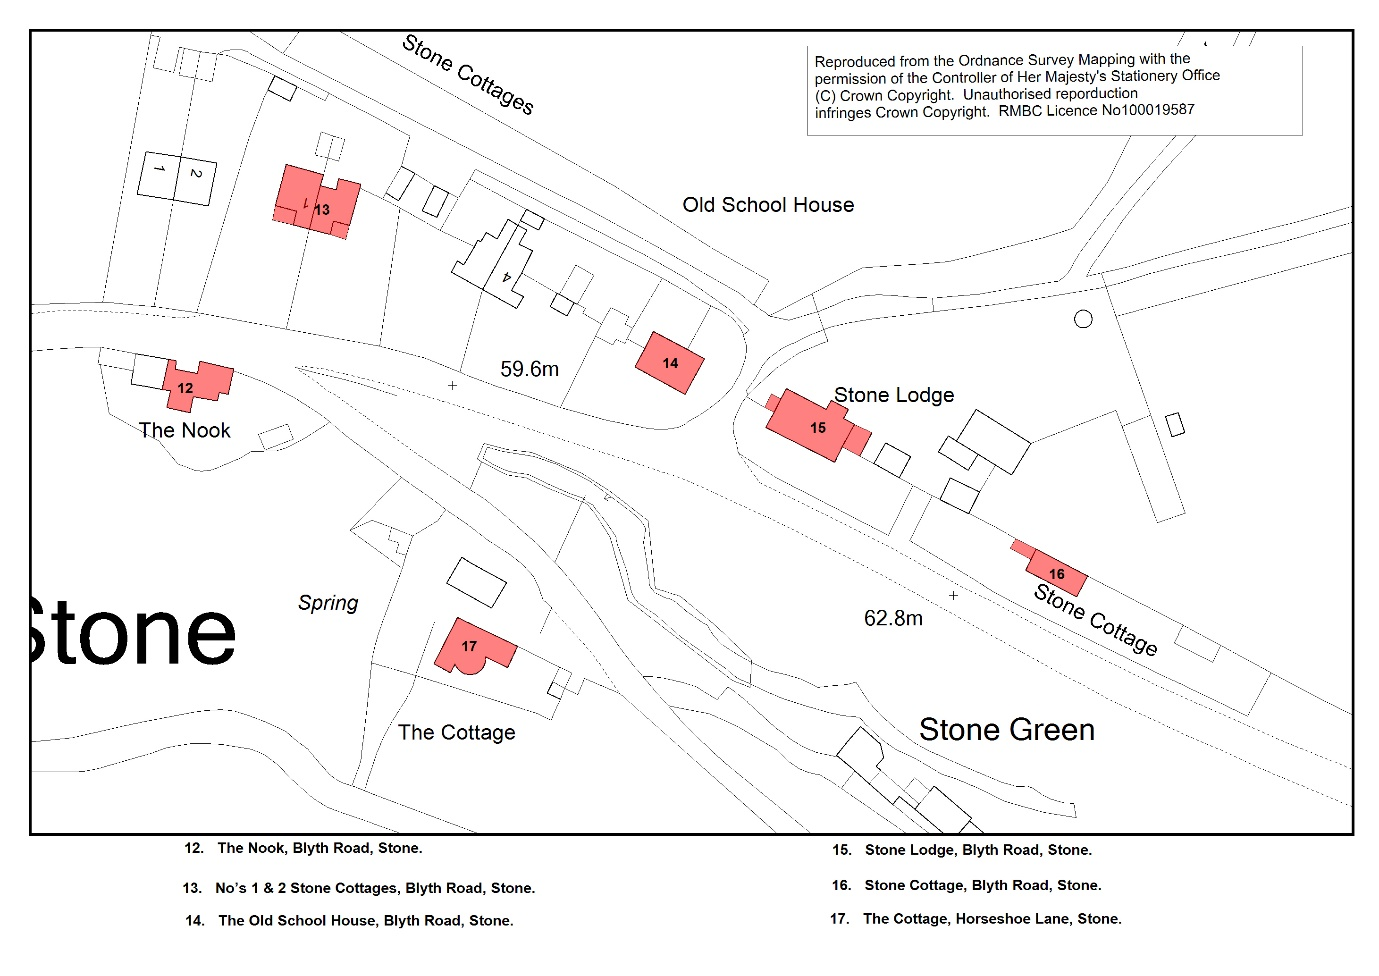 Stone Cottages
Reproduced from the Ordnance Survey Mapping with the
permission of the Controller of Her Majesty's Stationery Office
(C) Crown Copyright.  Unauthorised reporduction
infringes Crown Copyright.  RMBC Licence No100019587
1
2
1
13
Old School House
4
14
59.6m
12
The Nook
Stone Lodge
15
16
Stone Cottage
62.8m
Spring
Stone
17
The Cottage
Stone Green
12. The Nook, Blyth Road, Stone.
13. No's 1 & 2 Stone Cottages, Blyth Road, Stone.
14. The Old School House, Blyth Road, Stone.
15. Stone Lodge, Blyth Road, Stone.
16. Stone Cottage, Blyth Road, Stone.
17. The Cottage, Horseshoe Lane, Stone.